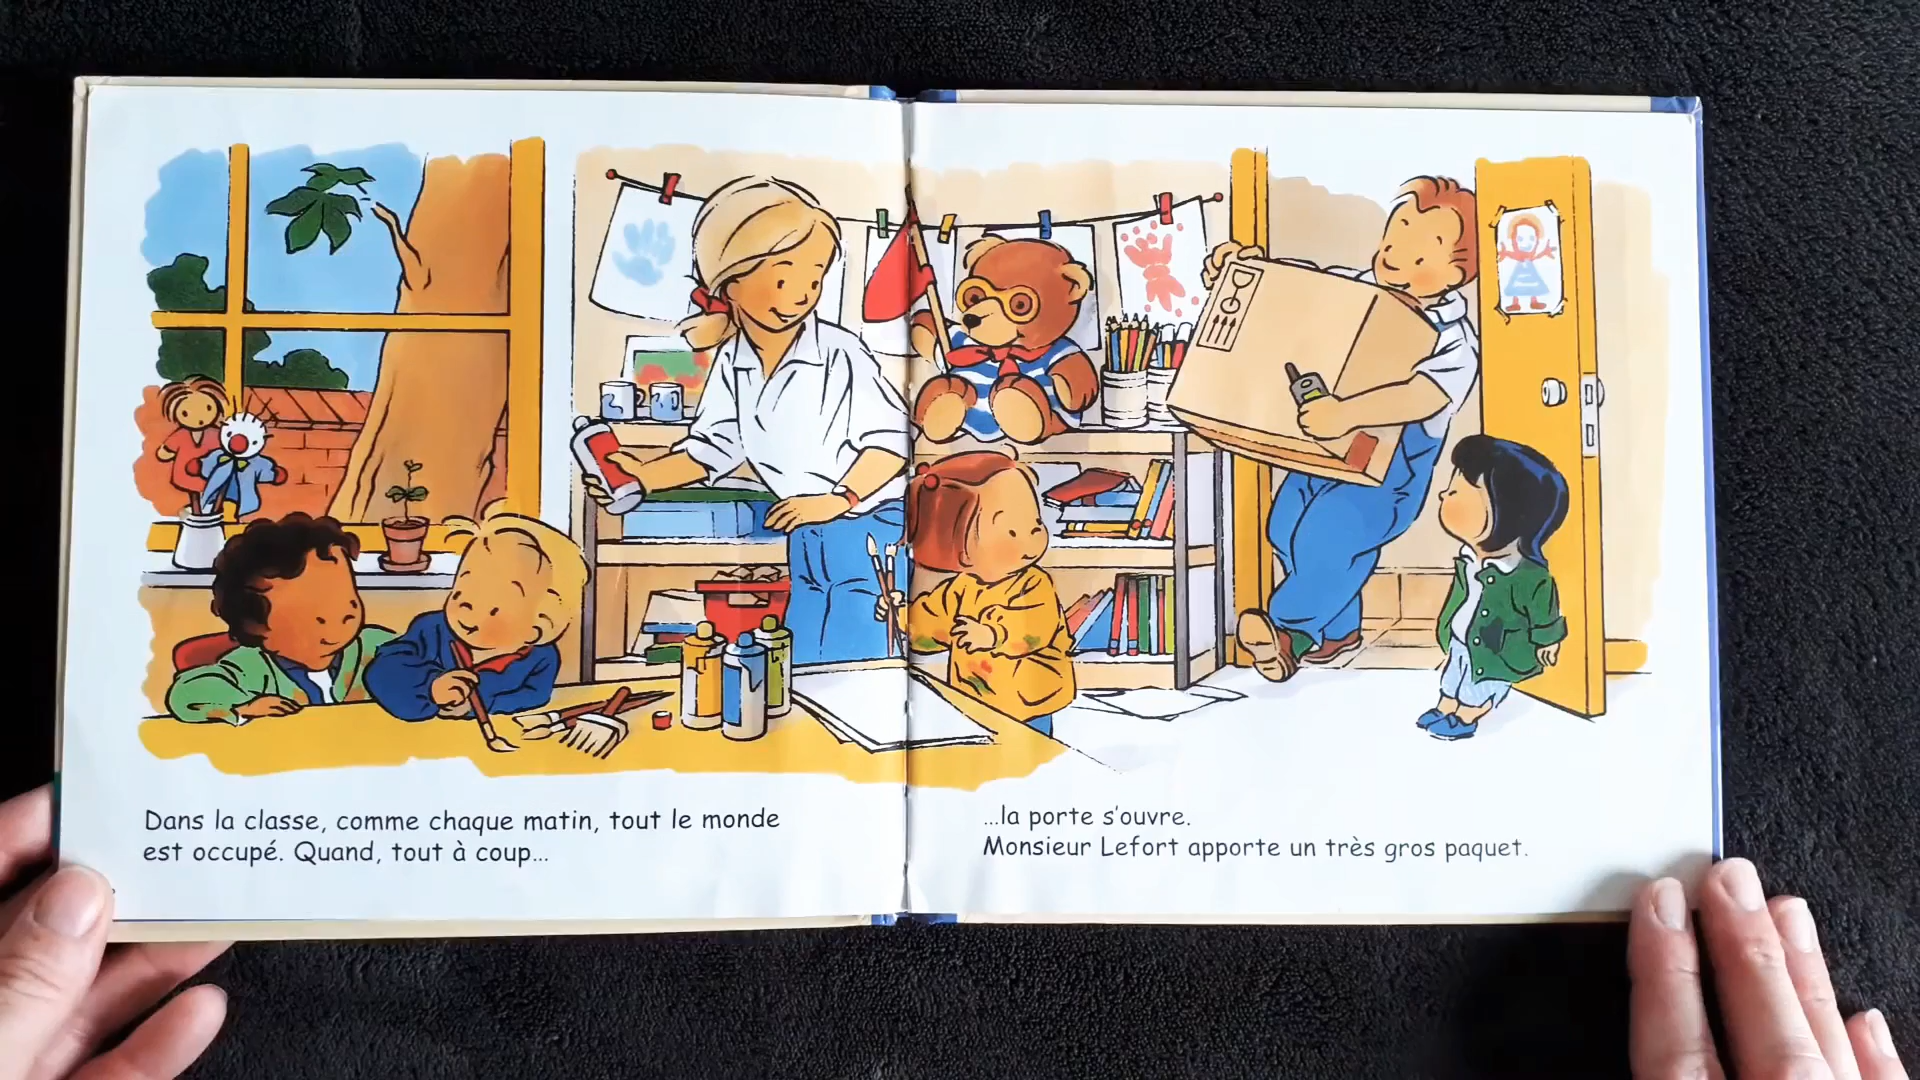 Dans la classe, comme chaque matin, tout le monde
est occupé. Quand, tout à coup...
...la porte s'ouvre.
Monsieur Lefort apporte un très gros paquet.